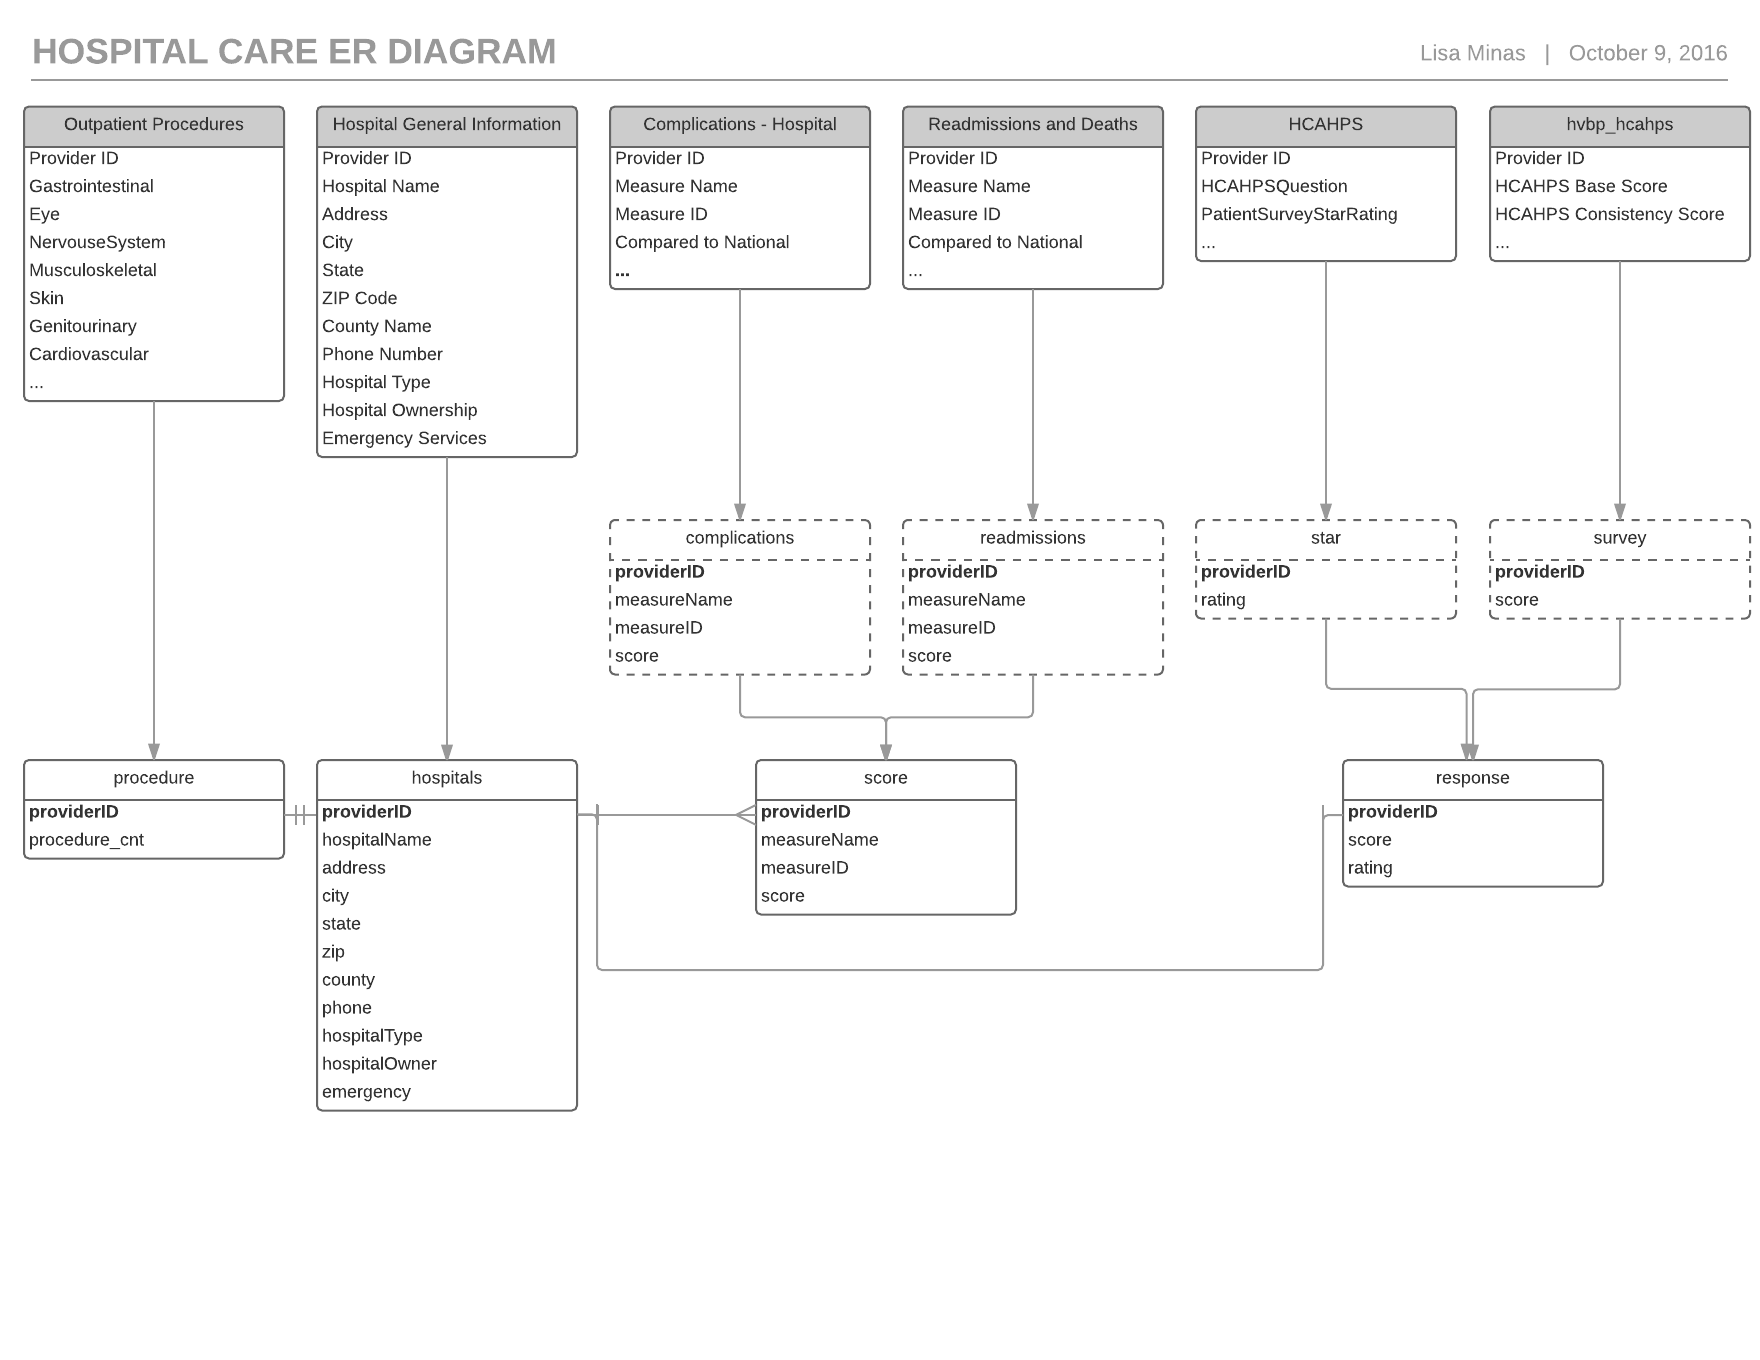 HOSPITAL CARE ER DIAGRAM
Lisa Minas | October 9, 2016
Outpatient Procedures
Provider ID
Gastrointestinal
Eye
NervouseSystem
Musculoskeletal
Skin
Genitourinary
Cardiovascular
...
Hospital General Information
Provider ID
Hospital Name
Address
City
State
ZIP Code
County Name
Phone Number
Hospital Type
Hospital Ownership
Emergency Services
Complications - Hospital
Provider ID
Measure Name
Measure ID
Compared to National
...
Readmissions and Deaths
Provider ID
Measure Name
Measure ID
Compared to National
...
HCAHPS
Provider ID
HCAHPSQuestion
PatientSurveyStarRating
...
hvbp_hcahps
Provider ID
HCAHPS Base Score
HCAHPS Consistency Score
...
complications
providerID
measureName
measureID
score
readmissions
providerID
measureName
measureID
score
star
providerID
rating
survey
providerID
score
procedure
providerID
procedure_cnt
hospitals
providerID
hospitalName
address
city
state
zip
county
phone
hospitalType
hospitalOwner
emergency
score
providerID
measureName
measureID
score
response
providerID
score
rating